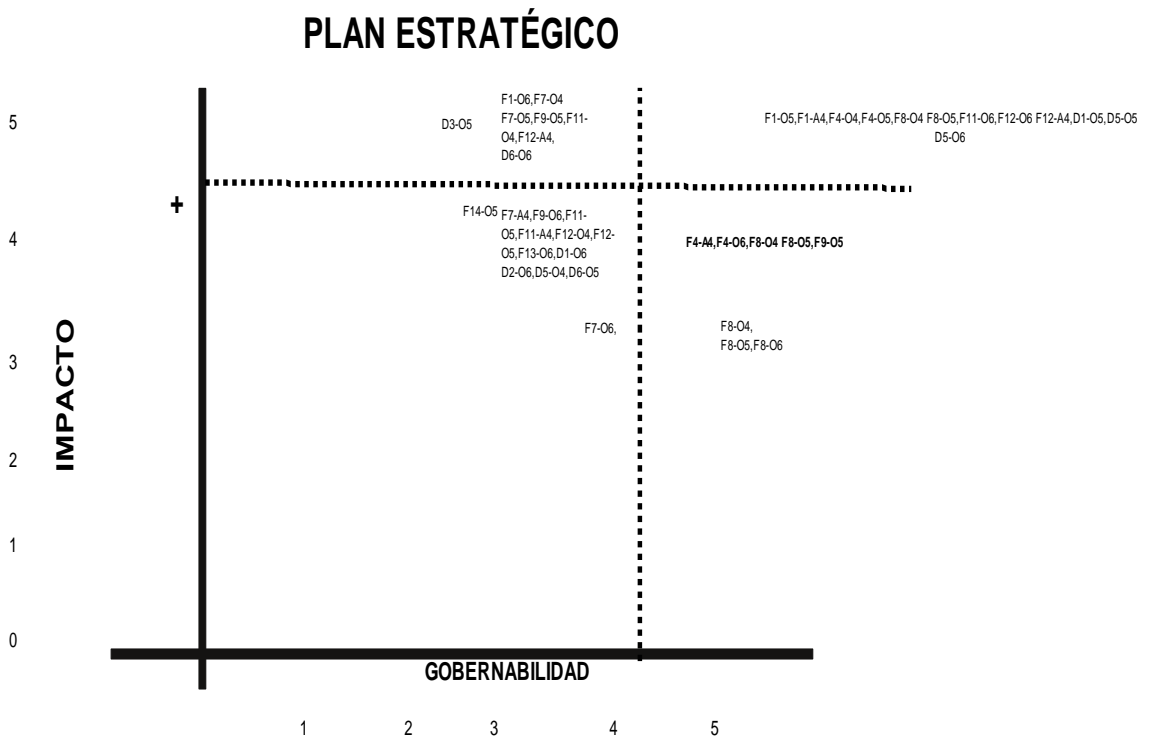 PLAN ESTRATÉGICO
5
D3-O5
F1-O6,F7-O4
F7-O5,F9-O5,F11-
O4,F12-A4,
D6-O6
F1-O5,F1-A4,F4-O4,F4-O5,F8-O4 F8-O5,F11-O6,F12-O6 F12-A4,D1-O5,D5-O5
D5-O6
+
4
F14-O5
F7-A4,F9-O6,F11-
O5,F11-A4,F12-O4,F12-
O5,F13-O6,D1-O6
D2-O6,D5-O4,D6-O5
F4-A4,F4-O6,F8-O4 F8-O5,F9-O5
F7-O6,
F8-O4,
F8-O5,F8-O6
3
IMPACTO
2
1
0
GOBERNABILIDAD
1 2 3 4 5